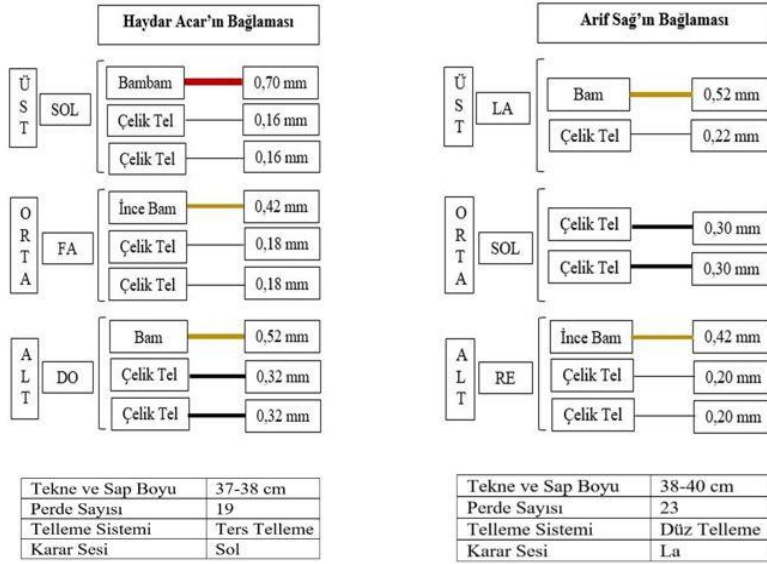 Haydar Acar’ın Bağlaması
ÜST
SOL
Bambam 0,70 mm
Çelik Tel 0,16 mm
Çelik Tel 0,16 mm
ORTA
FA
İnce Bam 0,42 mm
Çelik Tel 0,18 mm
Çelik Tel 0,18 mm
ALT
DO
Bam 0,52 mm
Çelik Tel 0,32 mm
Çelik Tel 0,32 mm
Tekne ve Sap Boyu 37-38 cm
Perde Sayısı 19
Telleme Sistemi Ters Telleme
Karar Sesi Sol
Arif Sağ’ın Bağlaması
ÜST
LA
Bam 0,52 mm
Çelik Tel 0,22 mm
ORTA
SOL
Çelik Tel 0,30 mm
Çelik Tel 0,30 mm
ALT
RE
İnce Bam 0,42 mm
Çelik Tel 0,20 mm
Çelik Tel 0,20 mm
Tekne ve Sap Boyu 38-40 cm
Perde Sayısı 23
Telleme Sistemi Düz Telleme
Karar Sesi La